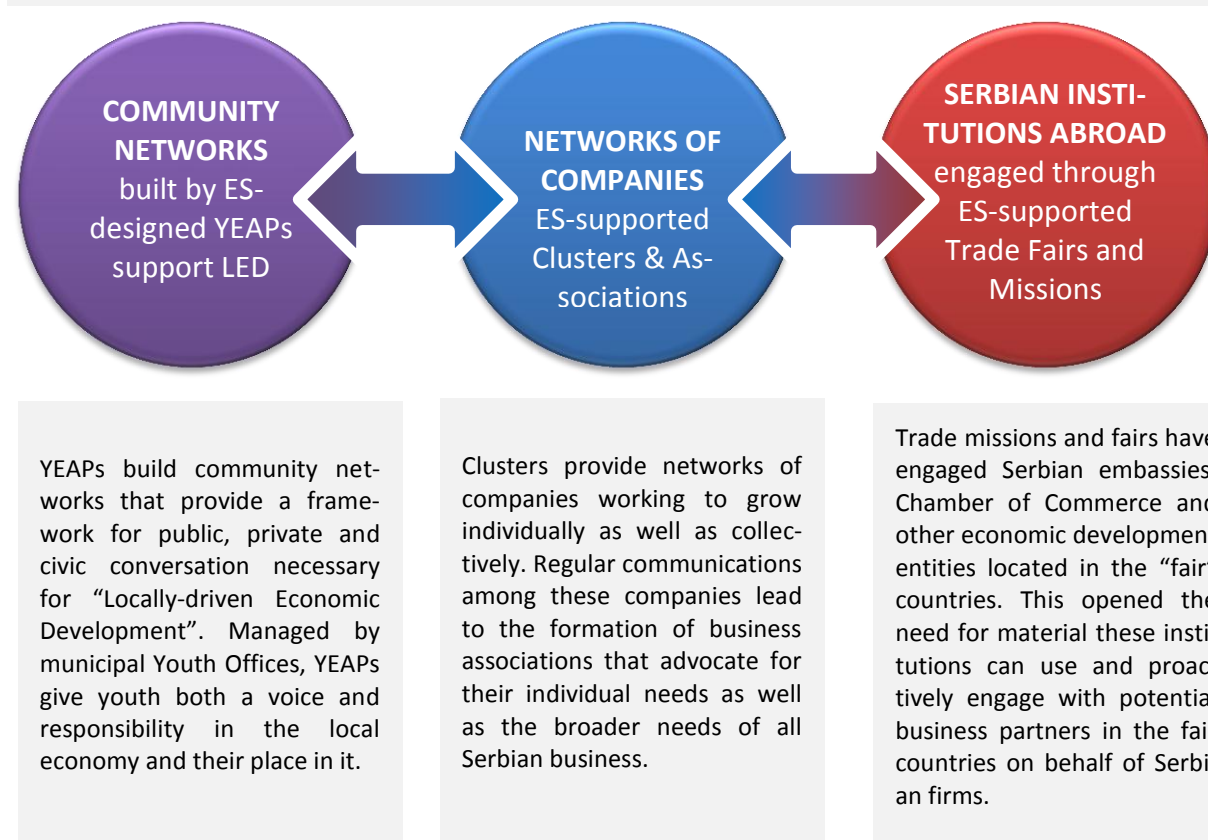 COMMUNITY
NETWORKS
built by ES-
designed YEAPs
support LED
NETWORKS OF
COMPANIES
ES-supported
Clusters & As-
sociations
SERBIAN INSTI-
TUTIONS ABROAD
engaged through
ES-supported
Trade Fairs and
Missions
YEAPs build community net-
works that provide a frame-
work for public, private and
civic conversation necessary
for “Locally-driven Economic
Development”. Managed by
municipal Youth Offices, YEAPs
give youth both a voice and
responsibility in the local
economy and their place in it.
Clusters provide networks of
companies working to grow
individually as well as collec-
tively. Regular communications
among these companies lead
to the formation of business
associations that advocate for
their individual needs as well
as the broader needs of all
Serbian business.
Trade missions and fairs have
engaged Serbian embassies
Chamber of Commerce and
other economic development
entities located in the “fair”
countries. This opened the
need for material these insti
tutions can use and proac
tively engage with potentia
business partners in the fai
countries on behalf of Serbi
an firms.